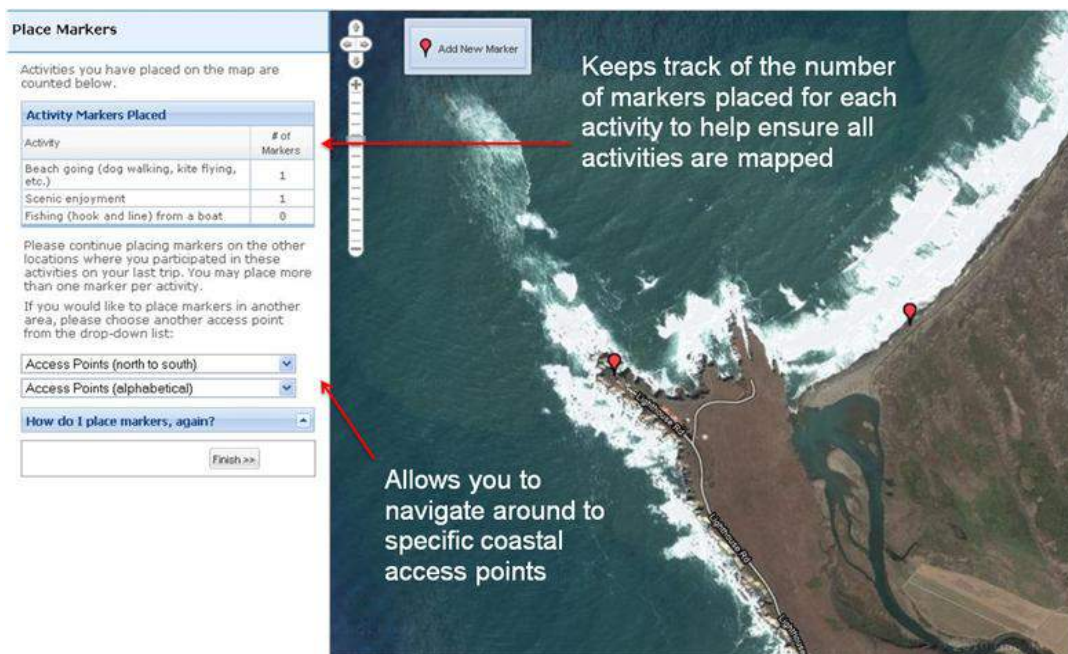 Place Markers
Activities you have placed on the map are
counted below.
Activity Markers Placed
Activity
# of
Markers
Beach going (dog walking, kite flying,
etc.)
1
Scenic enjoyment
1
Fishing (hook and line) from a boat
0
Please continue placing markers on the other
locations where you participated in these
activities on your last trip. You may place more
than one marker per activity.
If you would like to place markers in another
area, please choose another access point
from the drop-down list:
Access Points (north to south)
Access Points (alphabetical)
How do I place markers, again?
Finish >>
Add New Marker
Keeps track of the number
of markers placed for each
activity to help ensure all
activities are mapped
Lighthouse Rd
Lighthouse Rd
Lighthouse
Allows you to
navigate around to
specific coastal
access points